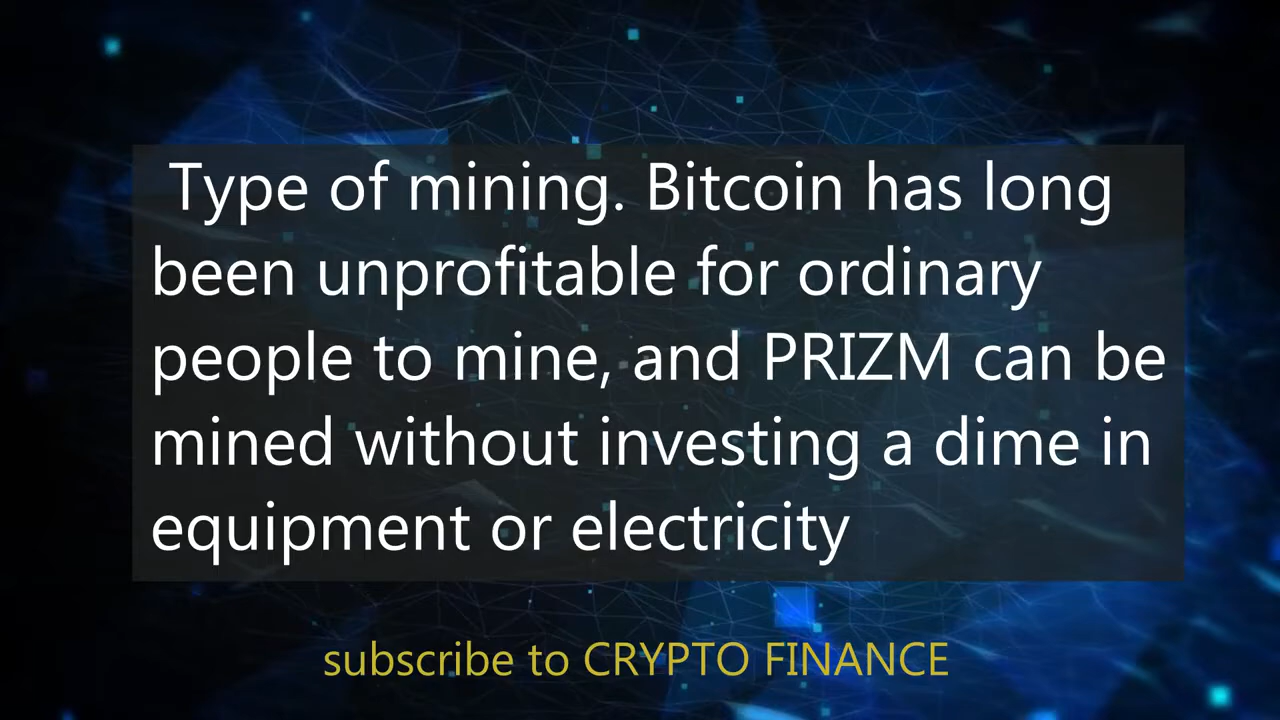 Type of mining. Bitcoin has long
been unprofitable for ordinary
people to mine, and PRIZM can be
mined without investing a dime in
equipment or electricity
subscribe to CRYPTO FINANCE